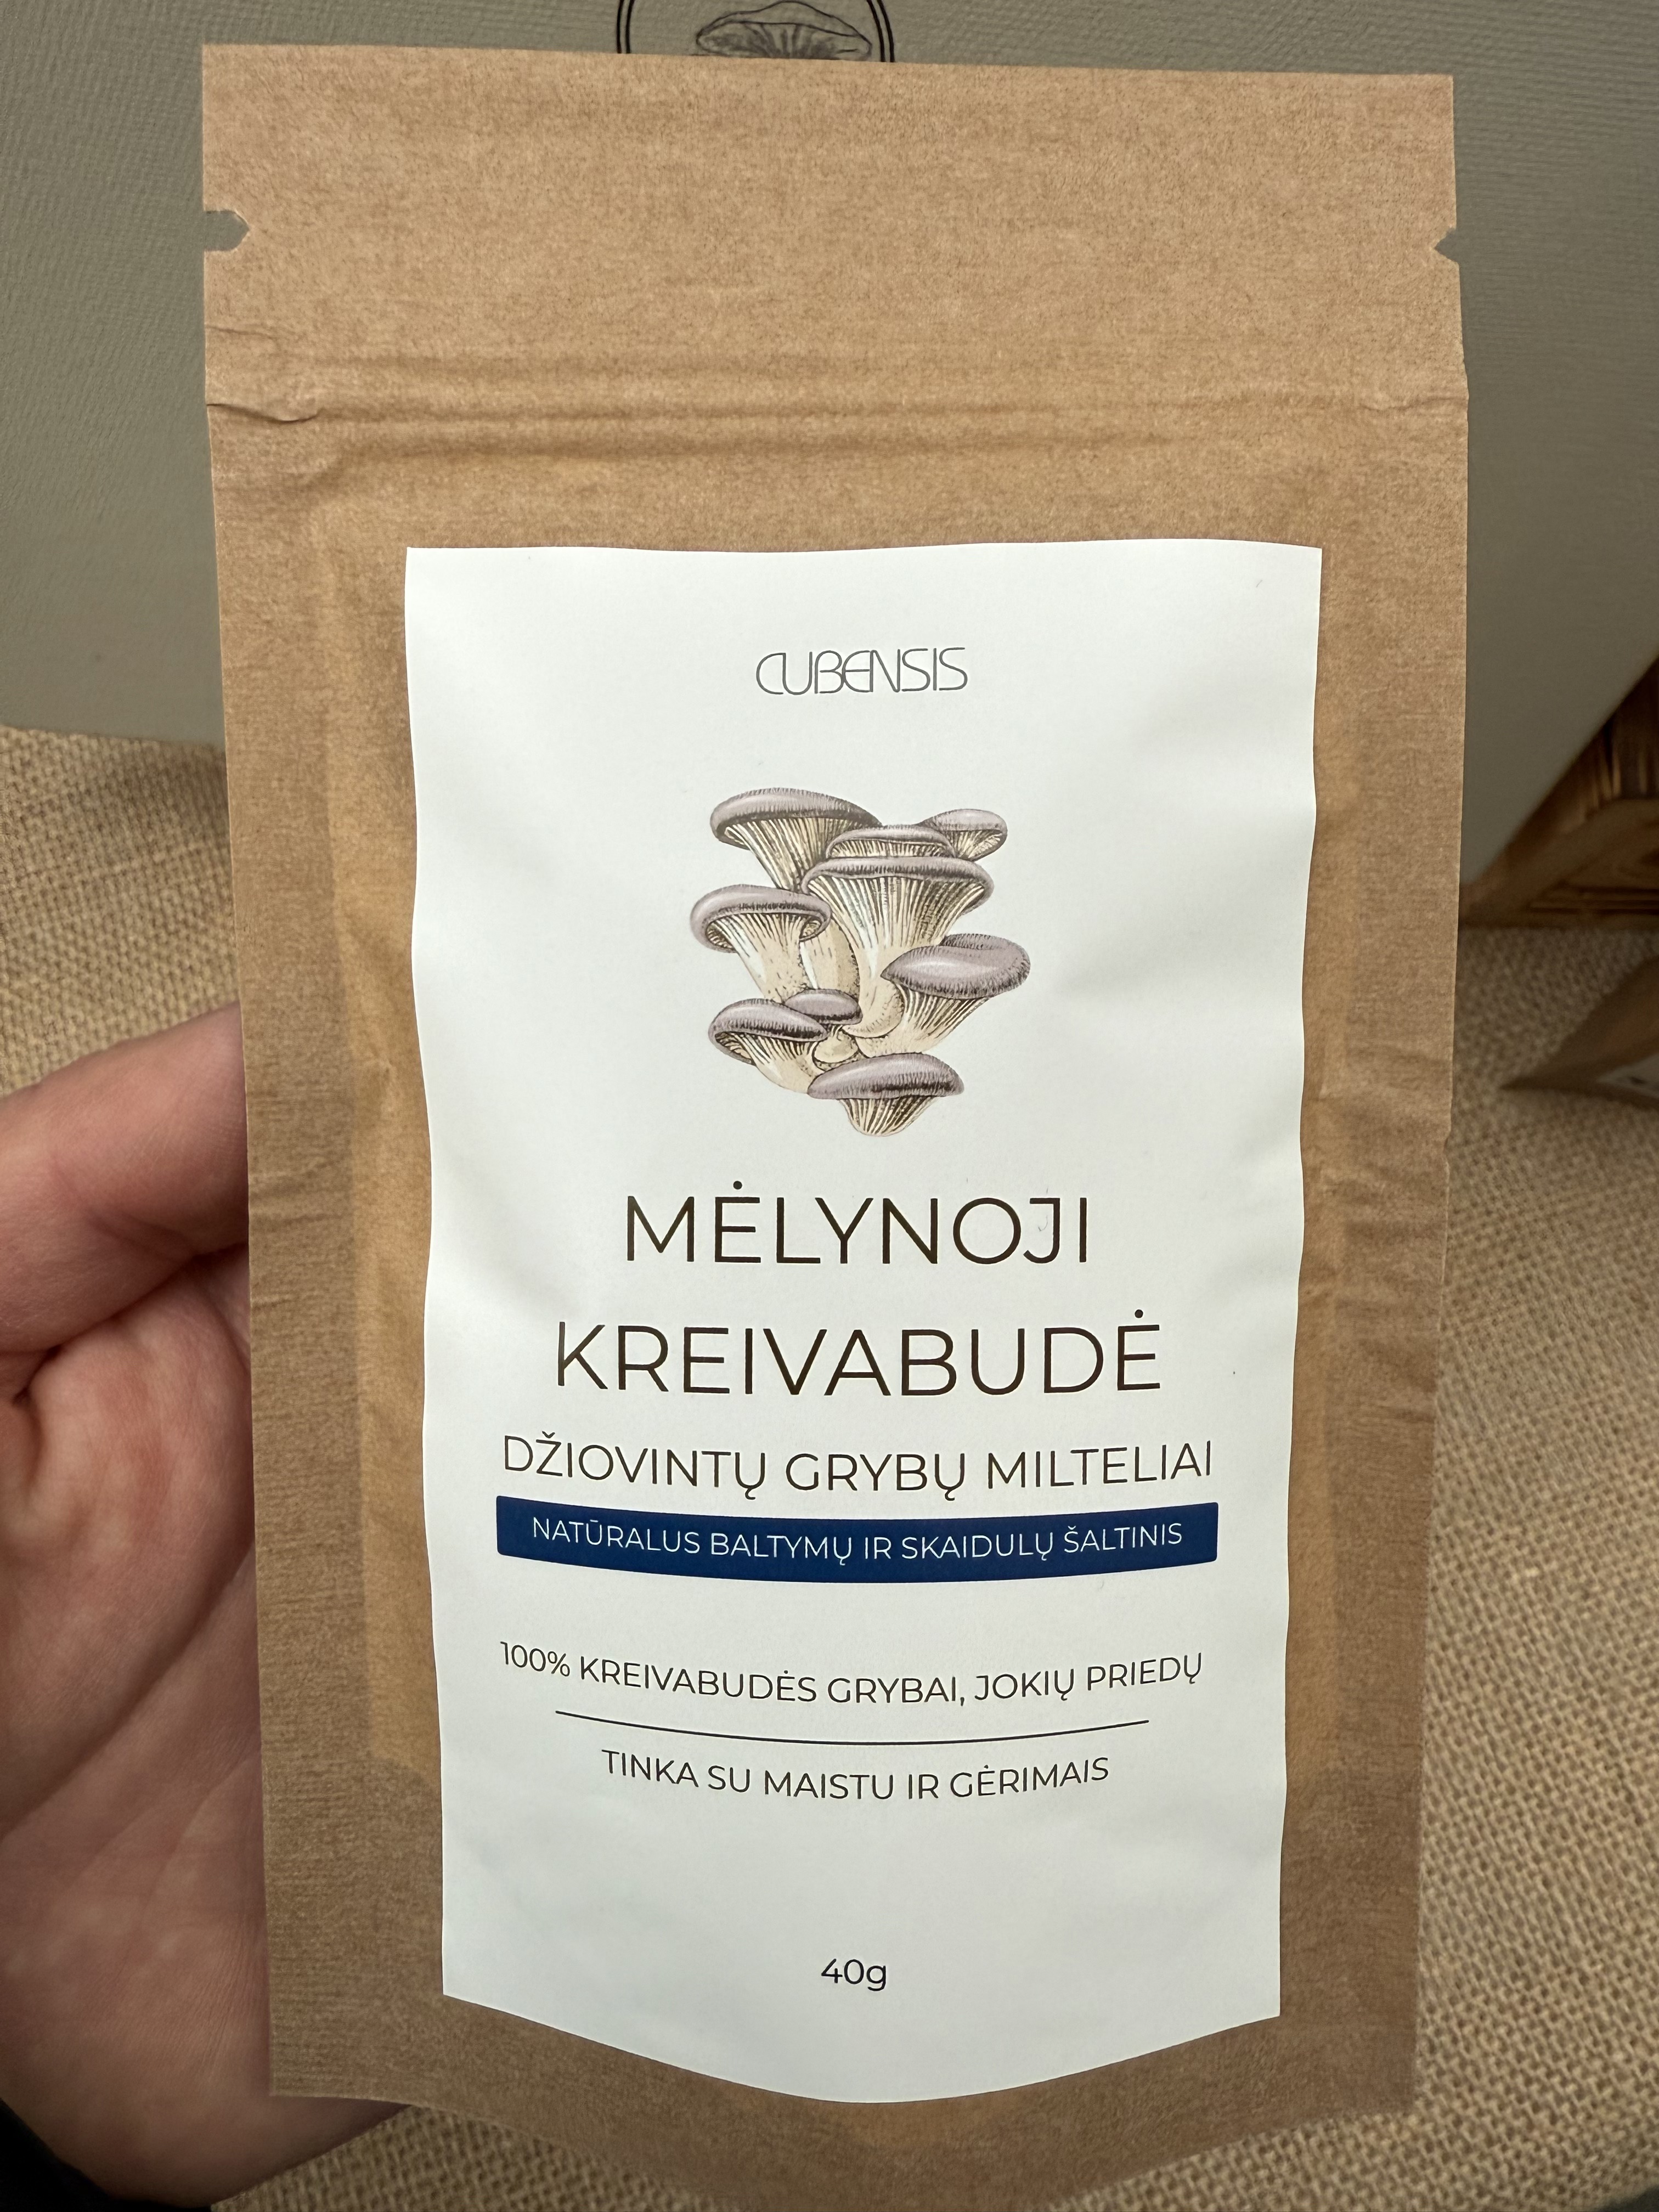 CUBENSIS
MĖLYNOJI
KREIVABUDĖ
DŽIOVINTŲ GRYBŲ MILTELIAI
NATŪRALUS BALTYMŲ IR SKAIDULŲ ŠALTINIS
100% KREIVABUDĖS GRYBAI, JOKIŲ PRIEDŲ
TINKA SU MAISTU IR GĖRIMAIS
40g